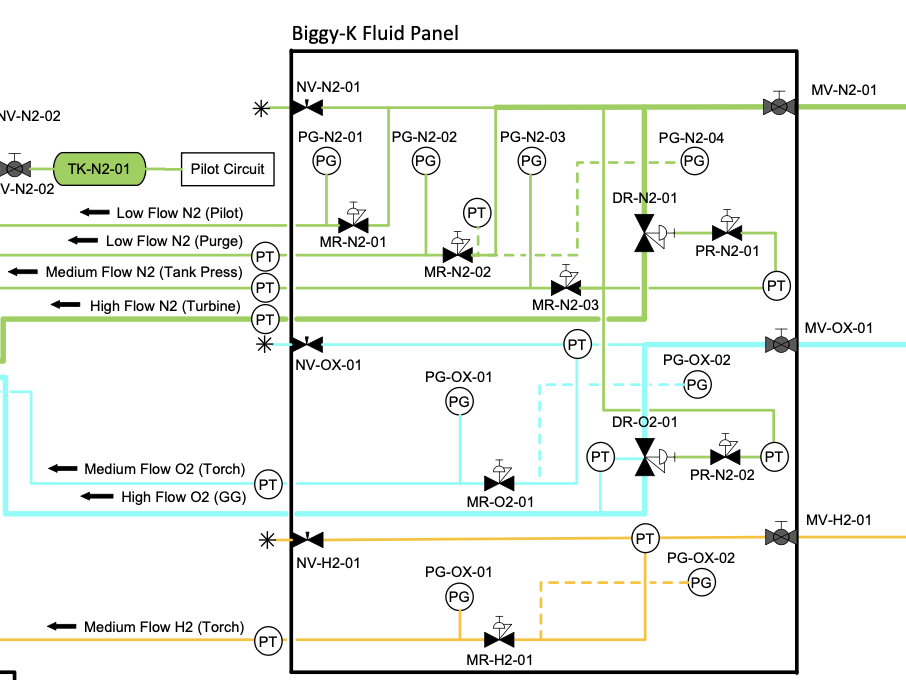 Biggy-K Fluid Panel
NV-N2-01
MV-N2-01
NV-N2-02
PG-N2-01
PG-N2-02
PG-N2-03
PG-N2-04
PG
PG
PG
PG
TK-N2-01
Pilot Circuit
V-N2-02
DR-N2-01
Low Flow N2 (Pilot)
PT
MR-N2-01
Low Flow N2 (Purge)
PT
MR-N2-02
PR-N2-01
Medium Flow N2 (Tank Press)
PT
PT
MR-N2-03
High Flow N2 (Turbine)
PT
MV-OX-01
PT
NV-OX-01
PG-OX-02
PG-OX-01
PG
PG
DR-O2-01
PT
PT
Medium Flow O2 (Torch)
PT
PR-N2-02
High Flow O2 (GG)
MR-O2-01
MV-H2-01
PT
NV-H2-01
PG-OX-02
PG-OX-01
PG
PG
Medium Flow H2 (Torch)
PT
MR-H2-01